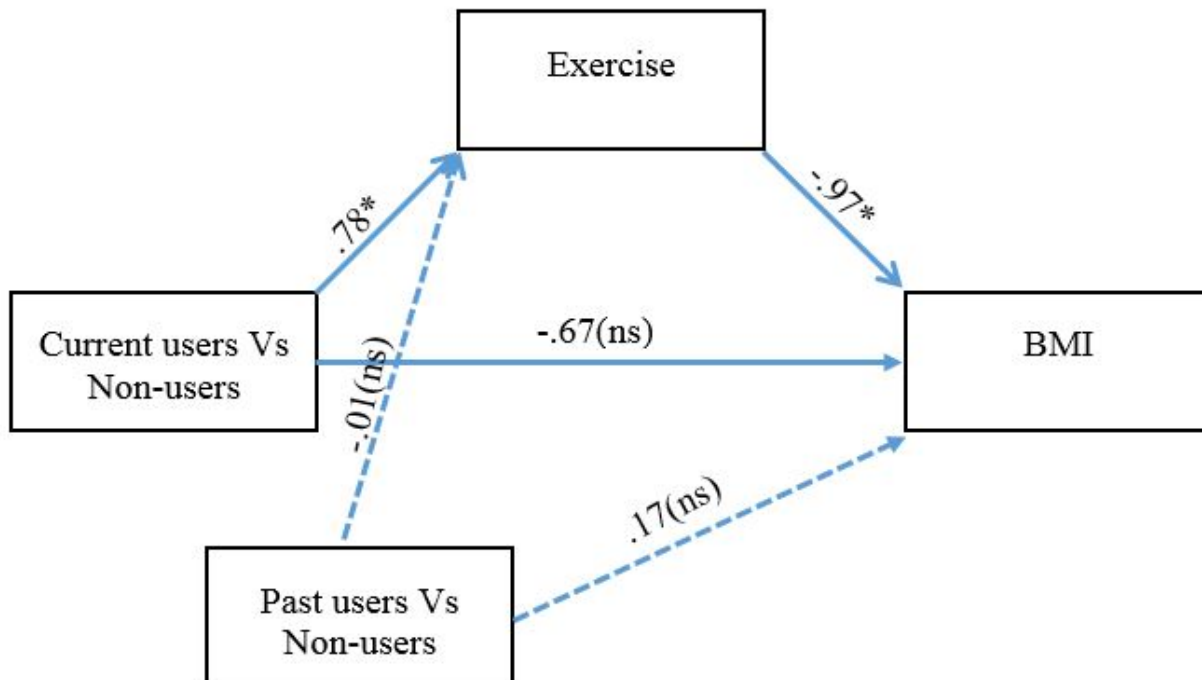 Exercise
.78*
-.97*
Current users Vs
Non-users
-.67(ns)
BMI
-.01(ns)
.17(ns)
Past users Vs
Non-users